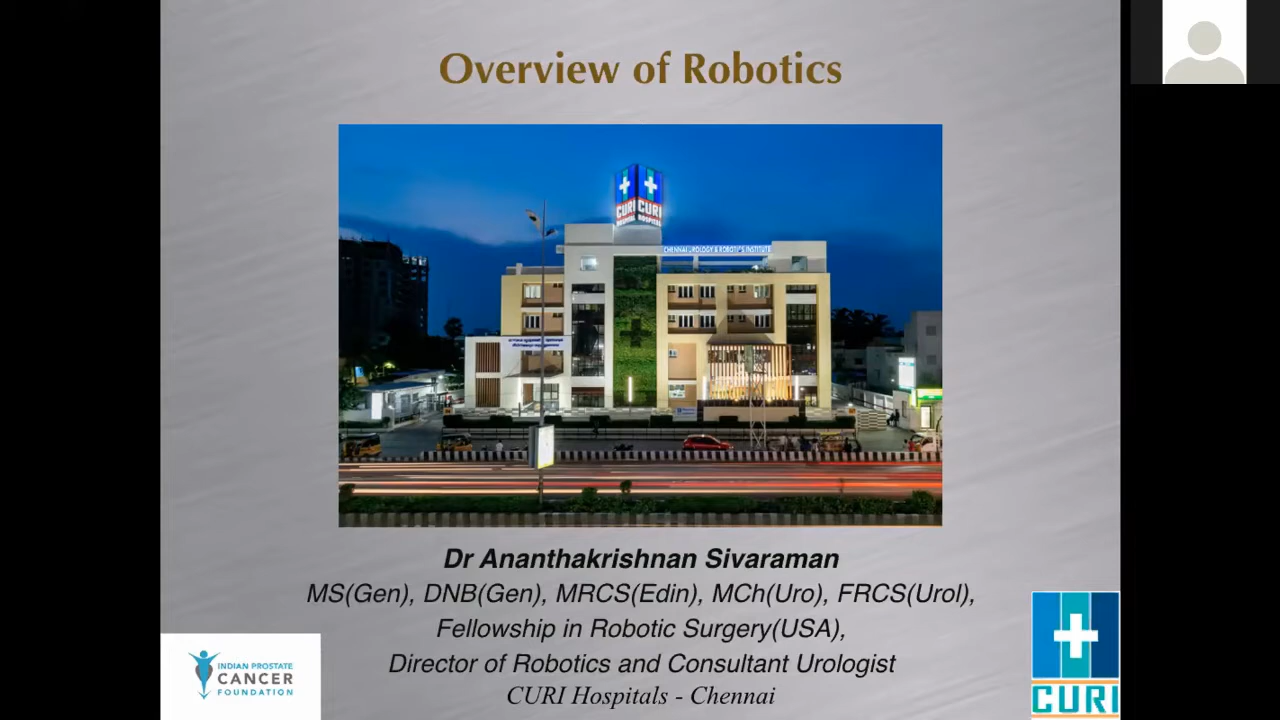 Overview of Robotics
CURI CURI
HOSPITAL HOSPITAL
CHENNAI UROLOGY & ROBOTICS INSTITUTE
Dr Ananthakrishnan Sivaraman
MS(Gen), DNB(Gen), MRCS(Edin), MCh(Uro), FRCS(Urol),
Fellowship in Robotic Surgery(USA),
Director of Robotics and Consultant Urologist
CURI Hospitals - Chennai
INDIAN PROSTATE
CANCER
FOUNDATION
CURI